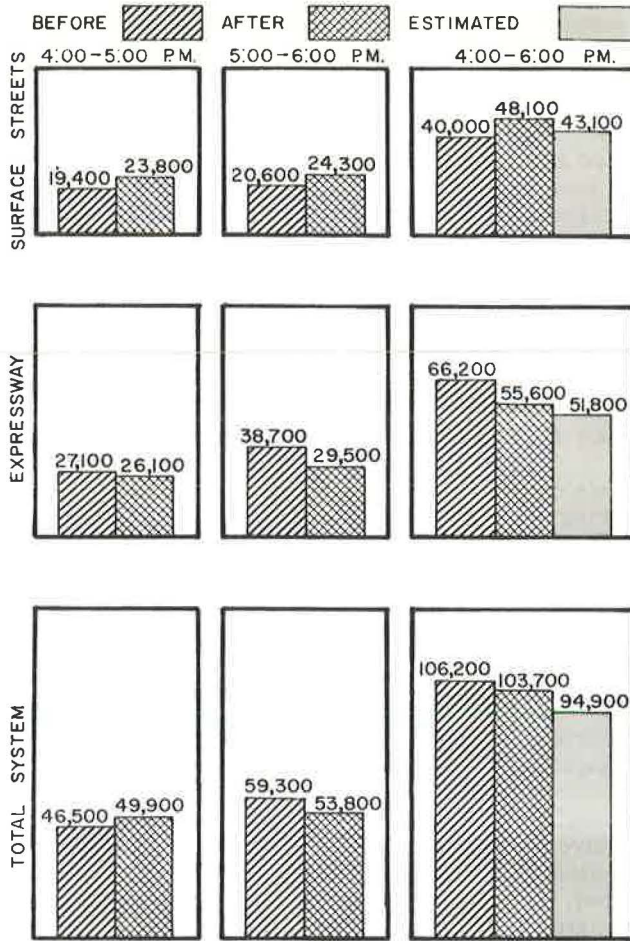 BEFORE AFTER ESTIMATED
4:00-5:00 P.M. 5:00-6:00 P.M. 4:00-6:00 P.M.
SURFACE STREETS
19,400 23,800
20,600 24,300
40,000 48,100 43,100
EXPRESSWAY
27,100 26,100
38,700 29,500
66,200 55,600 51,800
TOTAL SYSTEM
46,500 49,900
59,300 53,800
106,200 103,700 94,900